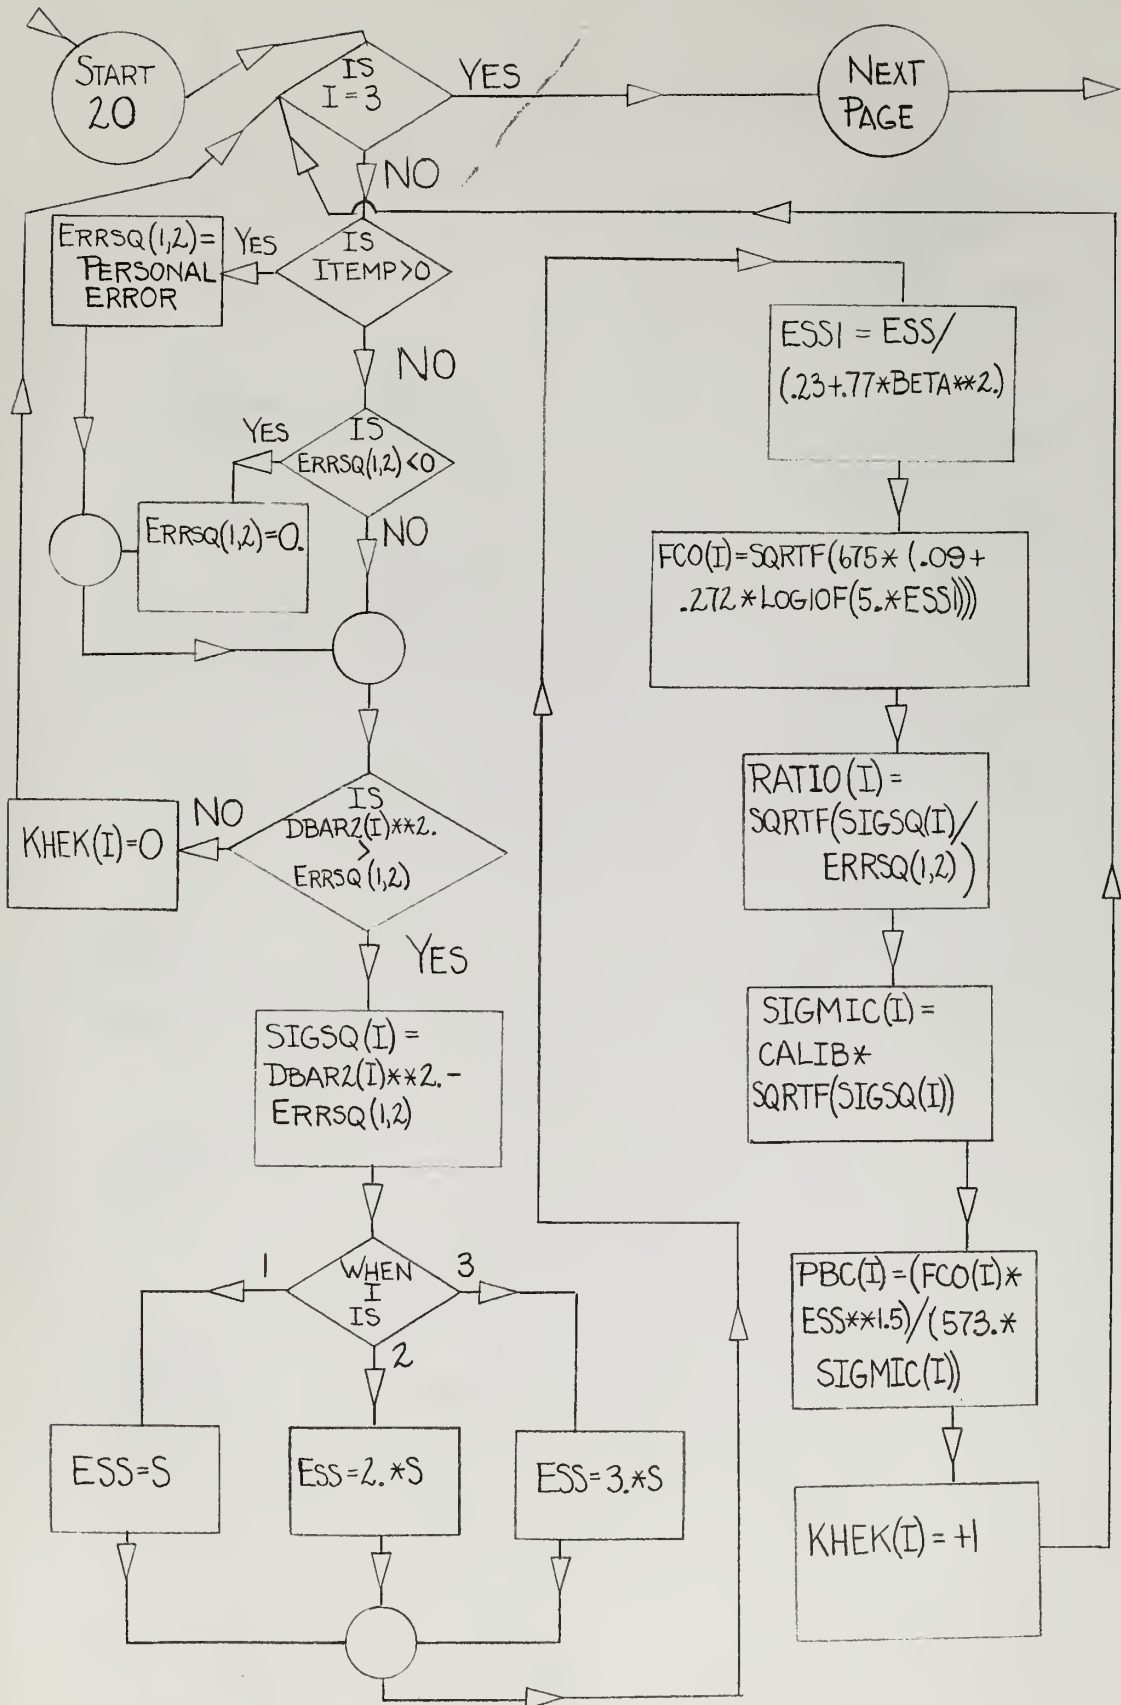 START
20
IS
I=3
YES
NEXT
PAGE
NO
ERRSQ(1,2)=
PERSONAL
ERROR
YES
IS
ITEMP>0
NO
YES
IS
ERRSQ(1,2)<0
ERRSQ(1,2)=0.
NO
KHEK(I)=0
NO
IS
DBAR2(I)**2.
>
ERRSQ(1,2)
YES
SIGSQ(I)=
DBAR2(I)**2.-
ERRSQ(1,2)
1
WHEN
I
IS
3
2
ESS=S
ESS=2.*S
ESS=3.*S
ESS1=ESS/
(.23+.77*BETA**2.)
FCO(I)=SQRTF(675*(.09+
.272*LOG10F(5.*ESS1)))
RATIO(I)=
SQRTF(SIGSQ(I)/
ERRSQ(1,2))
SIGMIC(I)=
CALIB*
SQRTF(SIGSQ(I))
PBC(I)=(FCO(I)*
ESS**1.5)/(573.*
SIGMIC(I))
KHEK(I)=+1